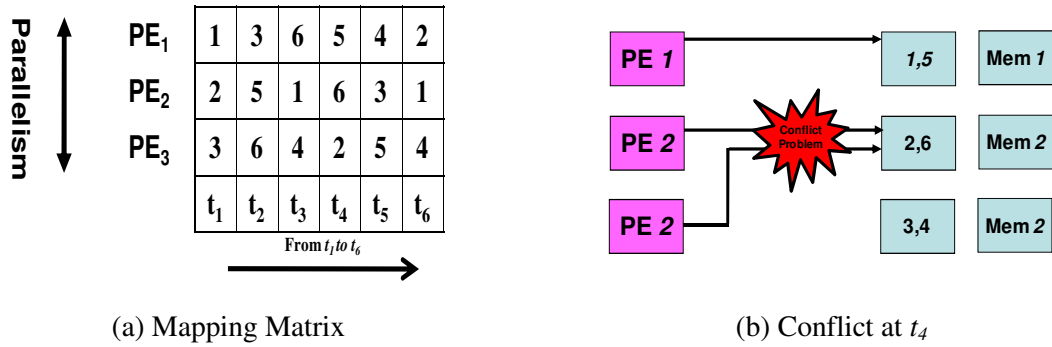 Parallelism
PE1 1 3 6 5 4 2
PE2 2 5 1 6 3 1
PE3 3 6 4 2 5 4
t1 t2 t3 t4 t5 t6
From t1 to t6
(a) Mapping Matrix
PE 1 1,5 Mem 1
PE 2 Conflict Problem 2,6 Mem 2
PE 2 3,4 Mem 2
(b) Conflict at t4